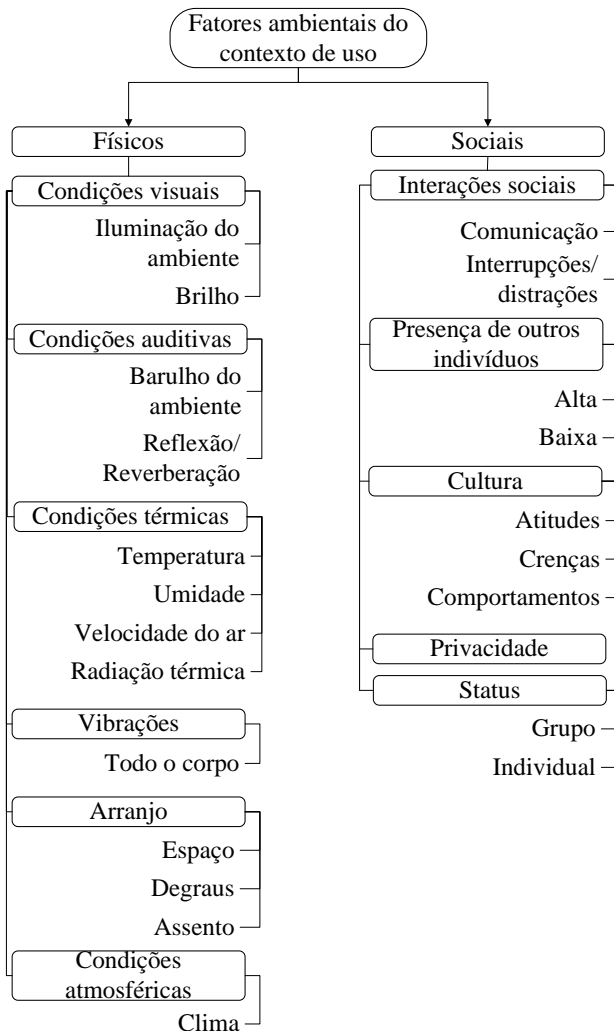 Fatores ambientais do
contexto de uso
Físicos
Condições visuais
Iluminação do
ambiente
Brilho
Condições auditivas
Barulho do
ambiente
Reflexão/
Reverberação
Condições térmicas
Temperatura
Umidade
Velocidade do ar
Radiação térmica
Vibrações
Todo o corpo
Arranjo
Espaço
Degraus
Assento
Condições
atmosféricas
Clima
Sociais
Interações sociais
Comunicação
Interrupções/
distrações
Presença de outros
indivíduos
Alta
Baixa
Cultura
Atitudes
Crenças
Comportamentos
Privacidade
Status
Grupo
Individual